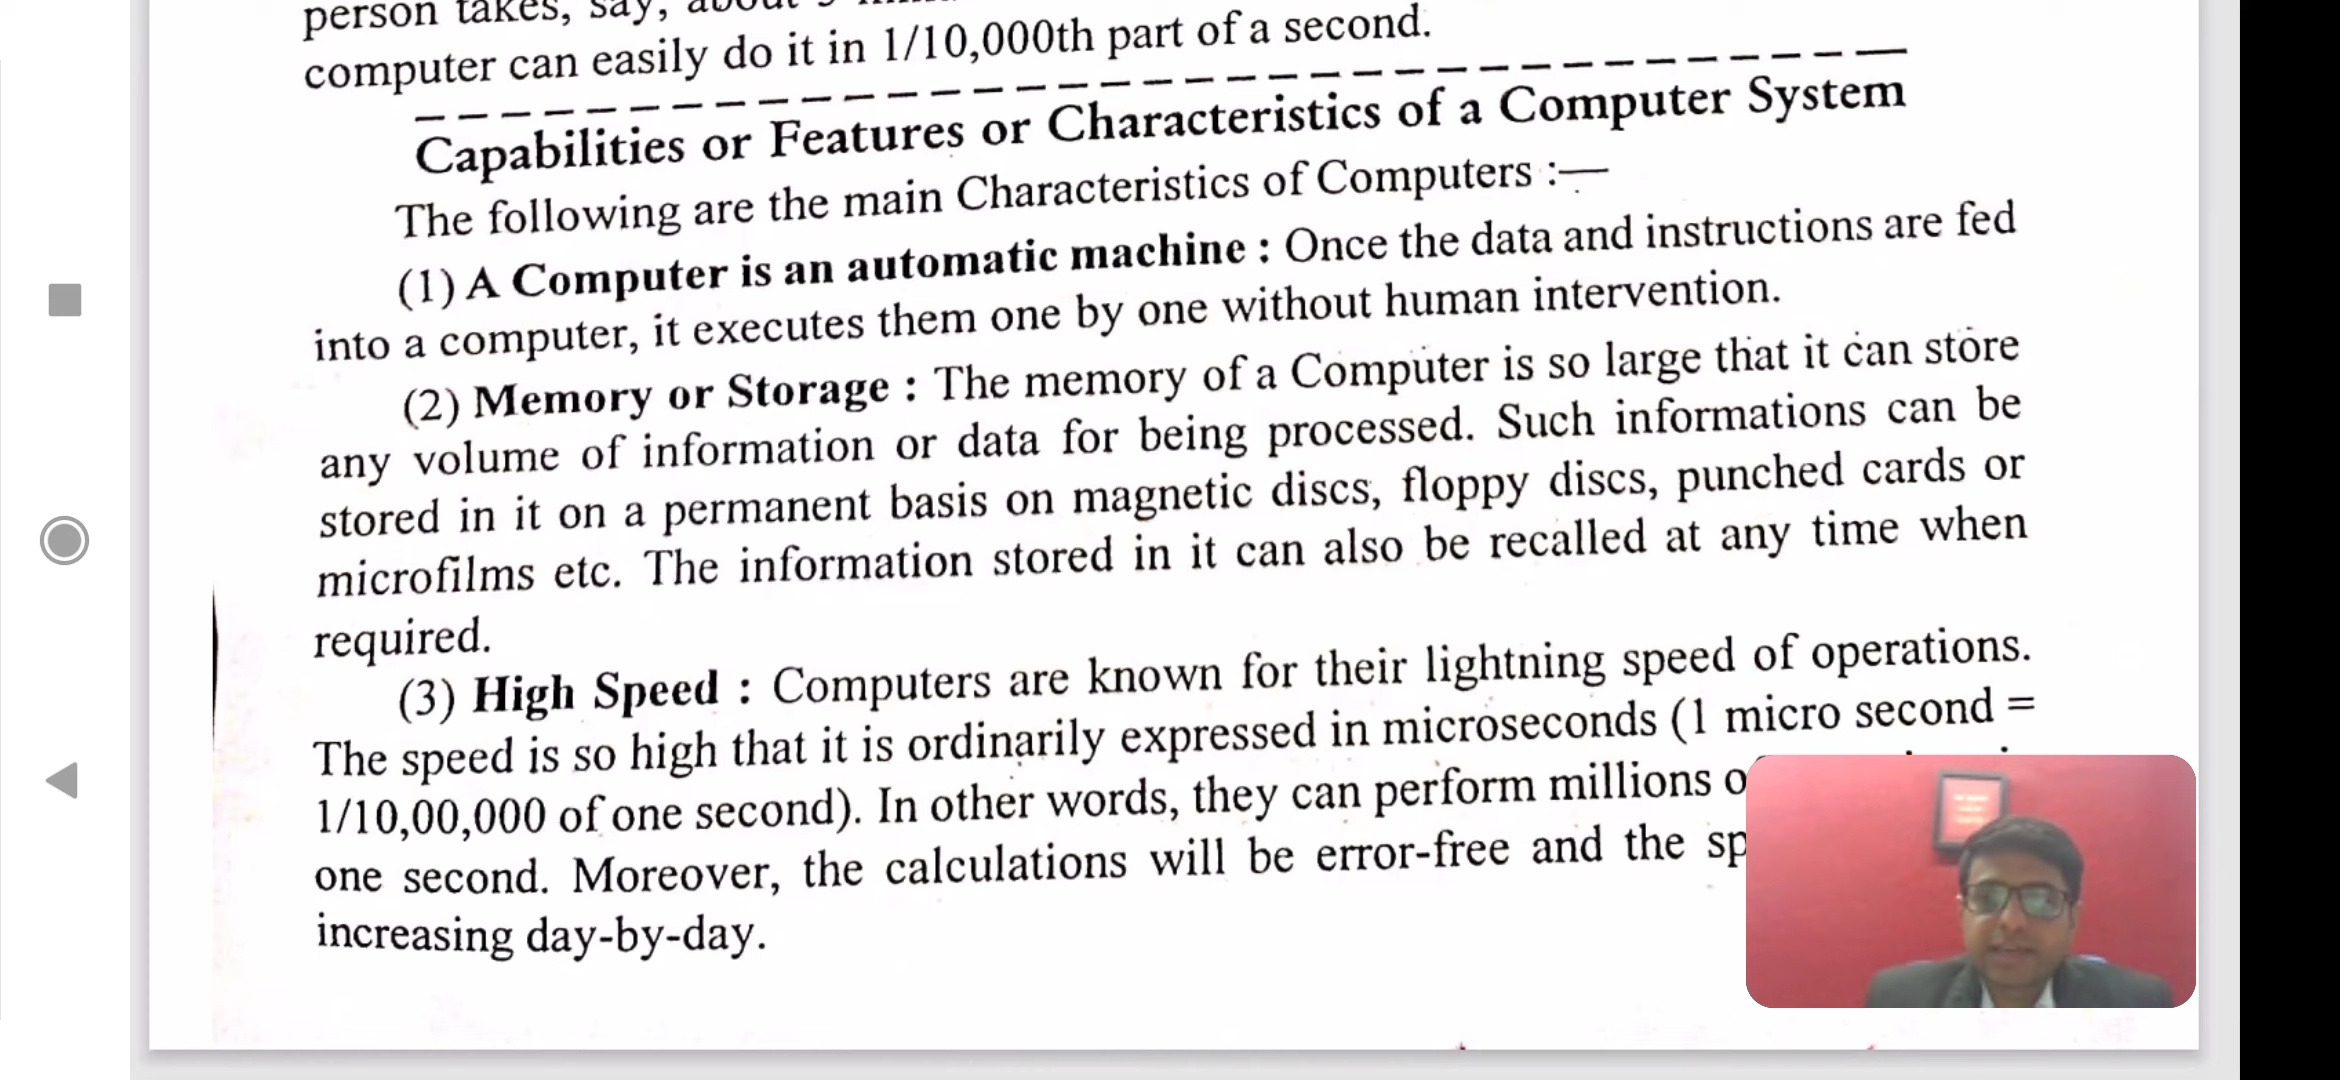 person takes, say, about
computer can easily do it in 1/10,000th part of a second.
Capabilities or Features or Characteristics of a Computer System
The following are the main Characteristics of Computers :—
(1) A Computer is an automatic machine : Once the data and instructions are fed
into a computer, it executes them one by one without human intervention.
(2) Memory or Storage : The memory of a Computer is so large that it can store
any volume of information or data for being processed. Such informations can be
stored in it on a permanent basis on magnetic discs, floppy discs, punched cards or
microfilms etc. The information stored in it can also be recalled at any time when
required.
(3) High Speed : Computers are known for their lightning speed of operations.
The speed is so high that it is ordinarily expressed in microseconds (1 micro second =
1/10,00,000 of one second). In other words, they can perform millions
one second. Moreover, the calculations will be error-free and the
increasing day-by-day.